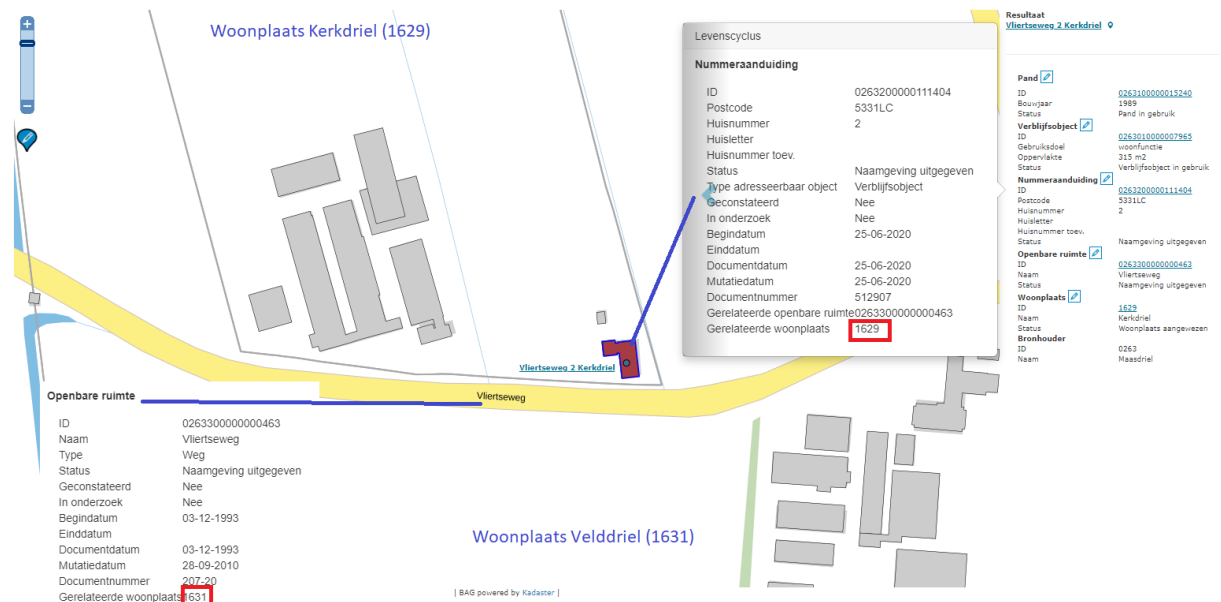 Woonplaats Kerkdriel (1629)
Levenscyclus
Nummeraanduiding
ID 0263200000111404
Postcode 5331LC
Huisnummer 2
Huisletter
Huisnummer toev.
Status Naamgeving uitgegeven
Type adresseerbaar object Verblijfsobject
Geconstateerd Nee
In onderzoek Nee
Begindatum 25-06-2020
Einddatum
Documentdatum 25-06-2020
Mutatiedatum 25-06-2020
Documentnummer 512907
Gerelateerde openbare ruimte0263300000000463
Gerelateerde woonplaats 1629
Resultaat
Vliertseweg 2 Kerkdriel
Pand
ID 0263100000015240
Bouwjaar 1989
Status Pand in gebruik
Verblijfsobject
ID 0263010000007965
Gebruiksdoel woonfunctie
Oppervlakte 315 m2
Status Verblijfsobject in gebruik
Nummeraanduiding
ID 0263200000111404
Postcode 5331LC
Huisnummer 2
Huisletter
Huisnummer toev.
Status Naamgeving uitgegeven
Openbare ruimte
ID 0263300000000463
Naam Vliertseweg
Status Naamgeving uitgegeven
Woonplaats
ID 1629
Naam Kerkdriel
Status Woonplaats aangewezen
Bronhouder
ID 0263
Naam Maasdriel
Vliertseweg 2 Kerkdriel
Vliertseweg
Openbare ruimte
ID 0263300000000463
Naam Vliertseweg
Type Weg
Status Naamgeving uitgegeven
Geconstateerd Nee
In onderzoek Nee
Begindatum 03-12-1993
Einddatum
Documentdatum 03-12-1993
Mutatiedatum 28-09-2010
Documentnummer 207-20
Gerelateerde woonplaats1631
Woonplaats Velddriel (1631)
| BAG powered by Kadaster |